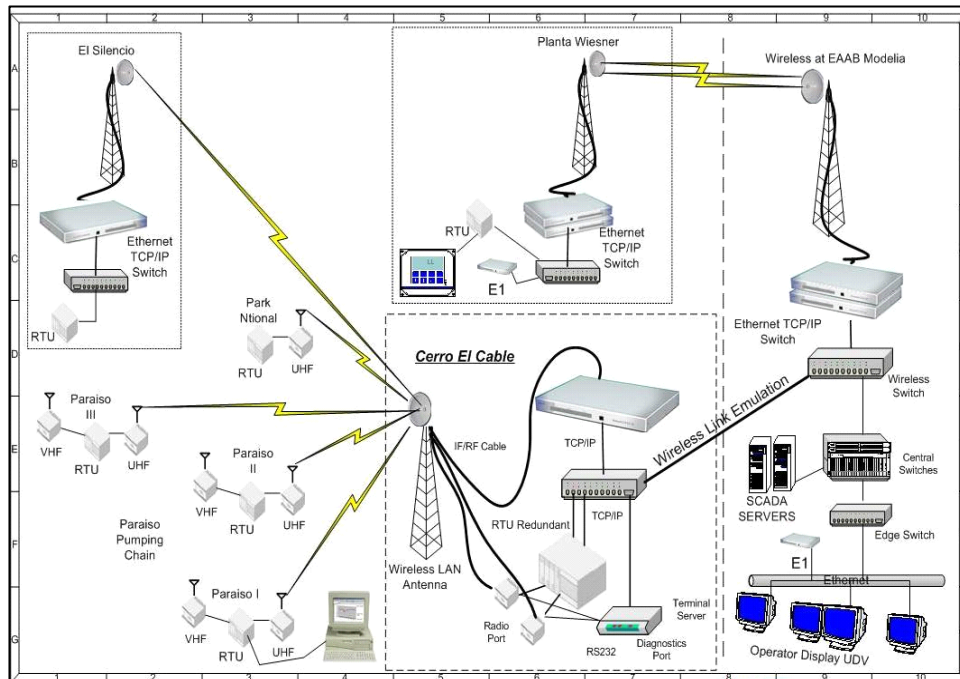 1 2 3 4 5 6 7 8 9 10
A
B
C
D
E
F
G
El Silencio
Ethernet
TCP/IP
Switch
RTU
Planta Wiesner
RTU
Ethernet
TCP/IP
Switch
E1
Wireless at EAAB Modelia
Ethernet TCP/IP
Switch
Wireless
Switch
Central
Switches
SCADA
SERVERS
Edge Switch
E1
Ethernet
Operator Display UDV
Park
Ntional
RTU
UHF
Paraiso
III
VHF
RTU
UHF
Paraiso
II
VHF
RTU
UHF
Paraiso
Pumping
Chain
Paraiso I
VHF
RTU
UHF
Cerro El Cable
IF/RF Cable
TCP/IP
Wireless Link Emulation
RTU Redundant
TCP/IP
Wireless LAN
Antenna
Radio
Port
RS232
Terminal
Server
Diagnostics
Port
1 2 3 4 5 6 7 8 9 10